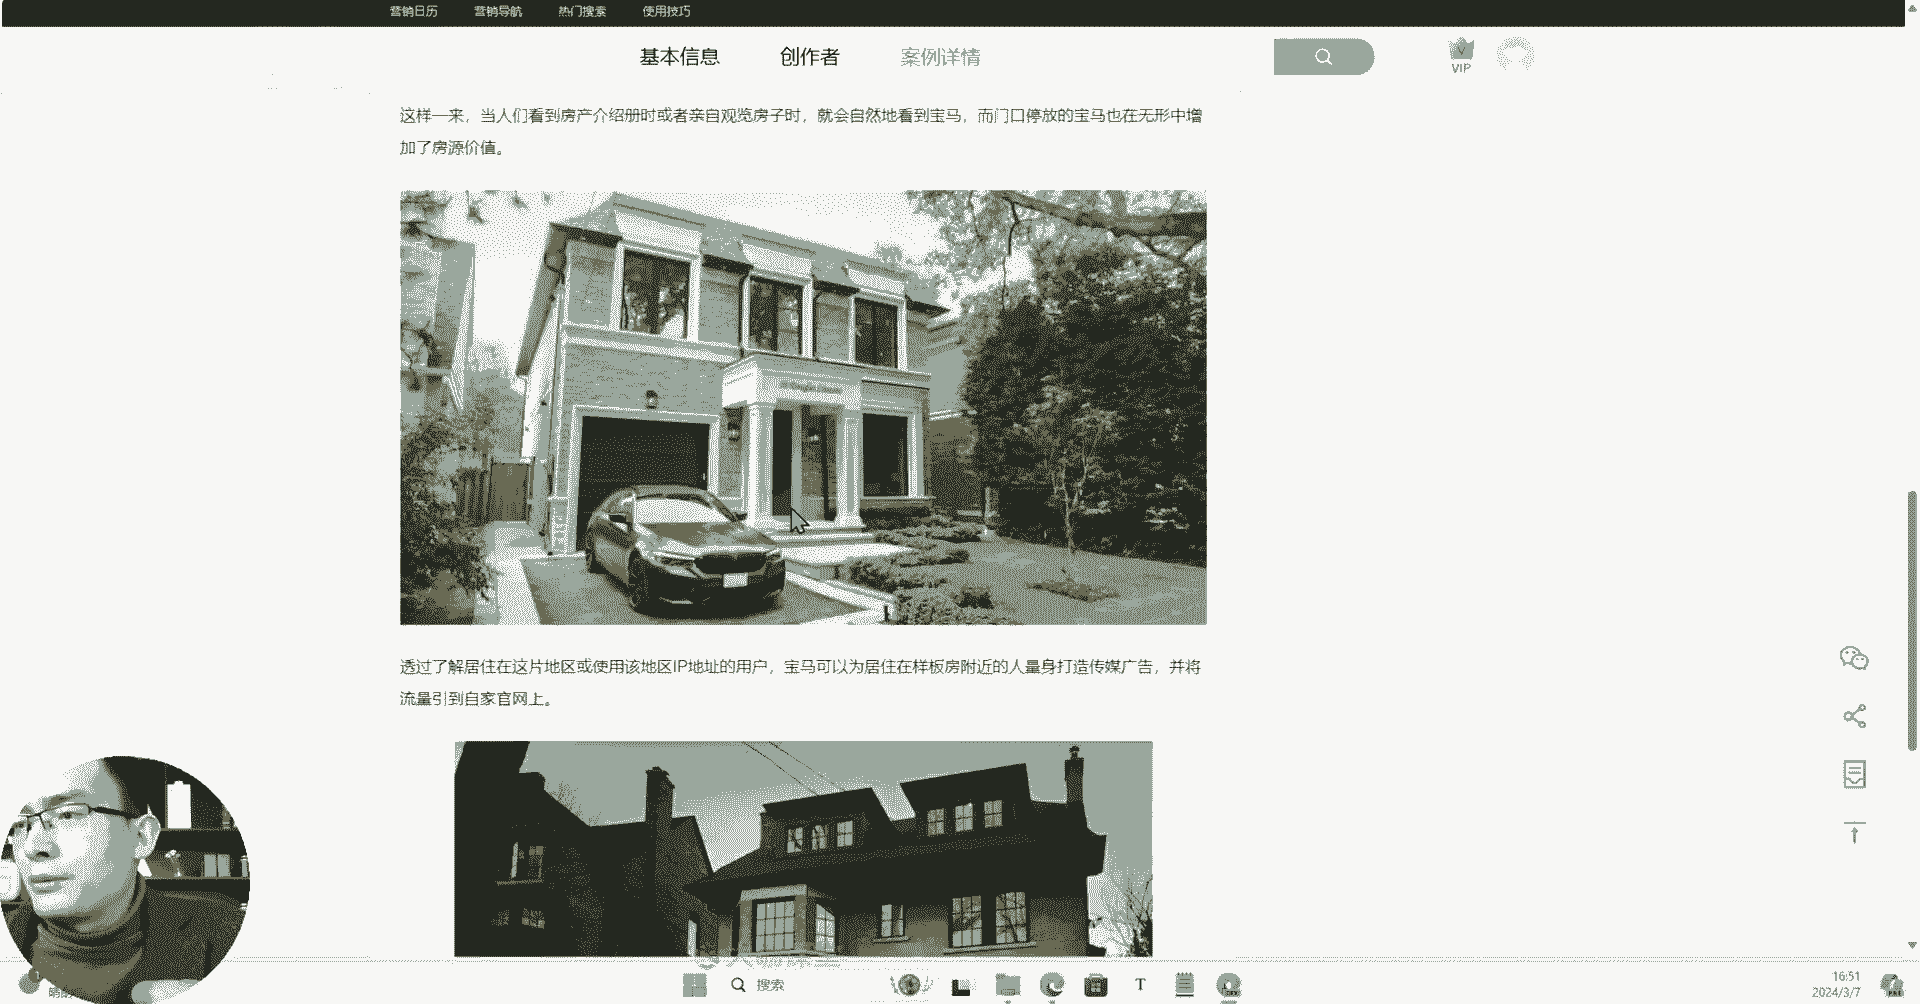 营销日历 营销导航 热门搜索 使用技巧
基本信息 创作者 案例详情
VIP
这样一来，当人们看到房产介绍册时或者亲自观览房子时，就会自然地看到宝马，而门口停放的宝马也在无形中增
加了房源价值。
透过了解居住在这片地区或使用该地区IP地址的用户，宝马可以为居住在样板房附近的人量身打造传媒广告，并将
流量引到自家官网上。
搜索
T
16:51
2024/3/7